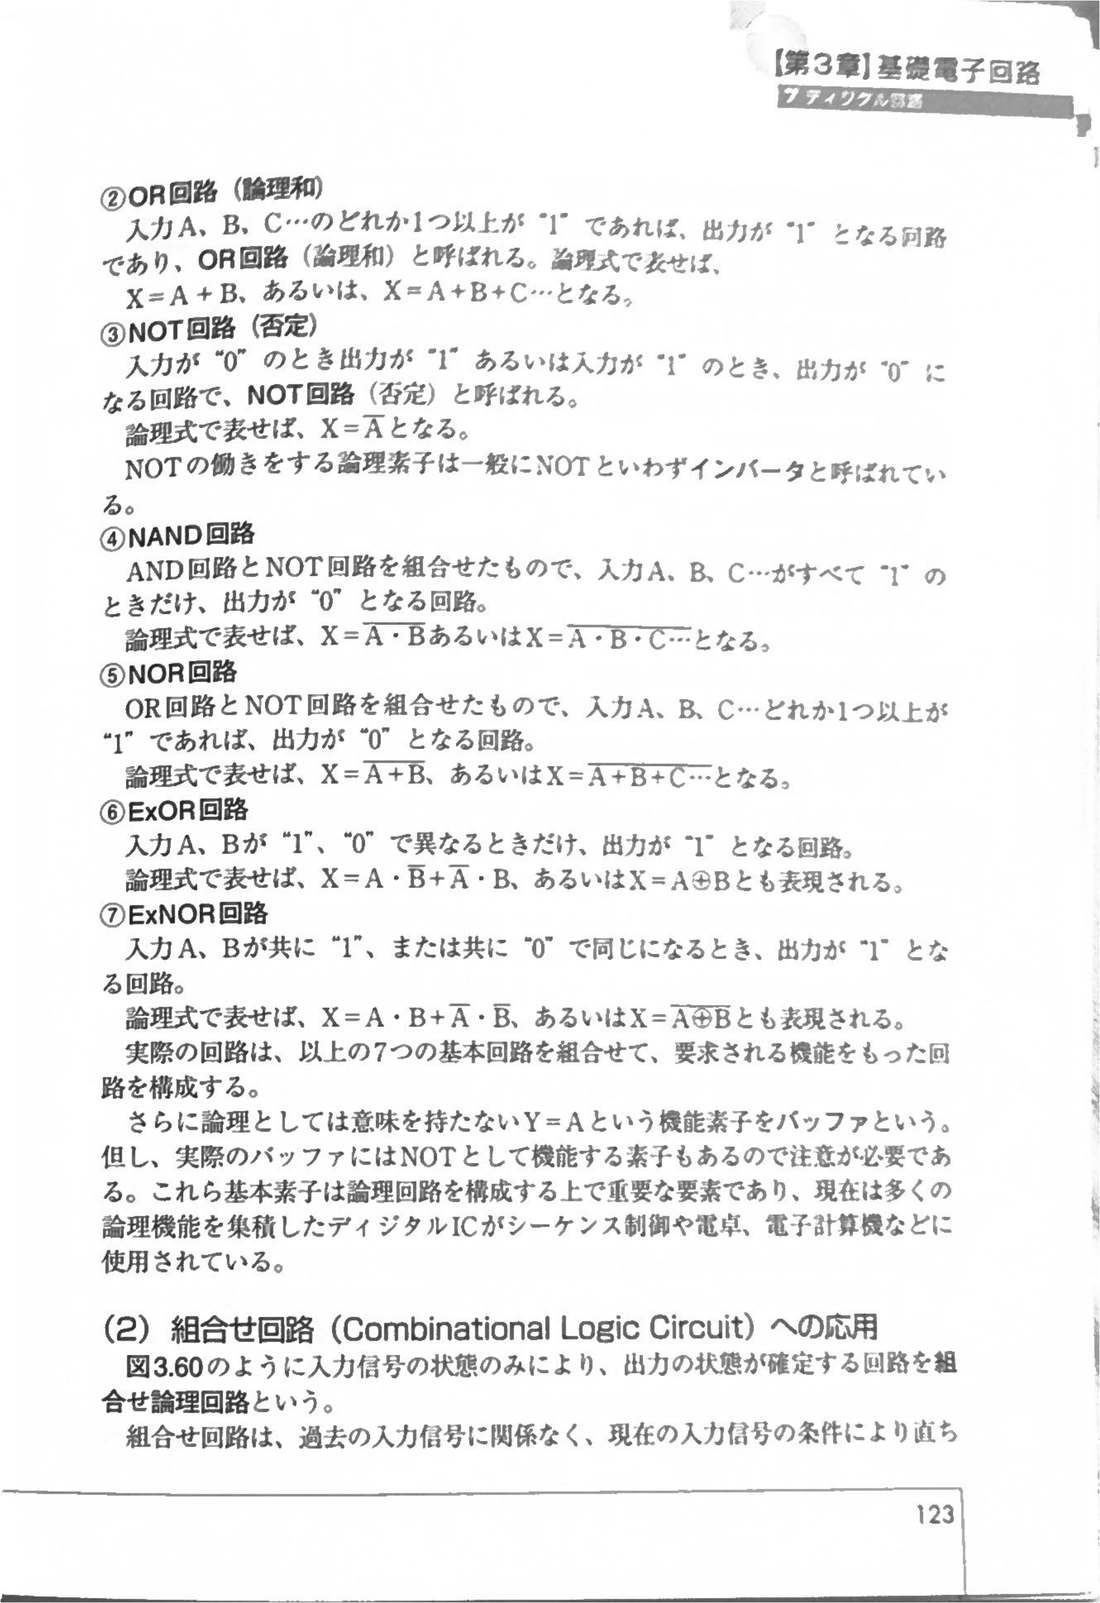 【第3章】基礎電子回路
7 ディジタル回路
②OR回路（論理和）
入力A、B、C…のどれか1つ以上が“1”であれば、出力が“1”となる回路
であり、OR回路（論理和）と呼ばれる。論理式で表せば、
X=A+B、あるいは、X=A+B+C…となる。
③NOT回路（否定）
入力が“0”のとき出力が“1”あるいは入力が“1”のとき、出力が“0”に
なる回路で、NOT回路（否定）と呼ばれる。
論理式で表せば、X=A̅となる。
NOTの働きをする論理素子は一般にNOTといわずインバータと呼ばれてい
る。
④NAND回路
AND回路とNOT回路を組合せたもので、入力A、B、C…がすべて“1”の
ときだけ、出力が“0”となる回路。
論理式で表せば、X=A̅・̅B̅あるいはX=A̅・̅B̅・̅C̅…̅となる。
⑤NOR回路
OR回路とNOT回路を組合せたもので、入力A、B、C…どれか1つ以上が
“1”であれば、出力が“0”となる回路。
論理式で表せば、X=A̅+̅B̅、あるいはX=A̅+̅B̅+̅C̅…̅となる。
⑥ExOR回路
入力A、Bが“1”、“0”で異なるときだけ、出力が“1”となる回路。
論理式で表せば、X=A・B̅+A̅・B、あるいはX=A⊕Bとも表現される。
⑦ExNOR回路
入力A、Bが共に“1”、または共に“0”で同じになるとき、出力が“1”とな
る回路。
論理式で表せば、X=A・B+A̅・B̅、あるいはX=A̅⊕̅B̅とも表現される。
実際の回路は、以上の7つの基本回路を組合せて、要求される機能をもった回
路を構成する。
さらに論理としては意味を持たないY=Aという機能素子をバッファという。
但し、実際のバッファにはNOTとして機能する素子もあるので注意が必要であ
る。これら基本素子は論理回路を構成する上で重要な要素であり、現在は多くの
論理機能を集積したディジタルICがシーケンス制御や電卓、電子計算機などに
使用されている。
(2) 組合せ回路（Combinational Logic Circuit）への応用
図3.60のように入力信号の状態のみにより、出力の状態が確定する回路を組
合せ論理回路という。
組合せ回路は、過去の入力信号に関係なく、現在の入力信号の条件により直ち
123